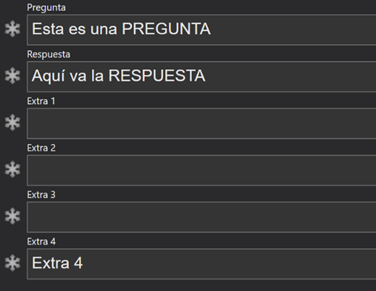 Pregunta
Esta es una PREGUNTA
Respuesta
Aquí va la RESPUESTA
Extra 1
Extra 2
Extra 3
Extra 4
Extra 4